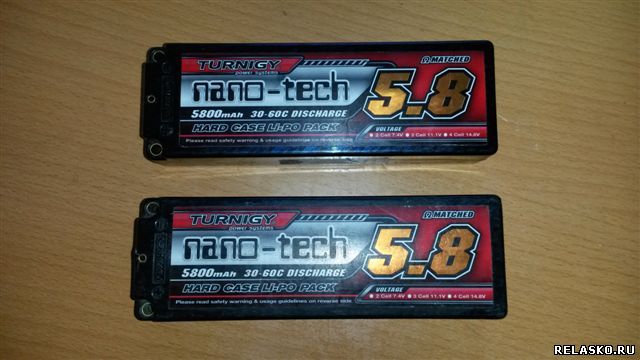 TURNIGY
power systems
Ω MATCHED
nano-tech 5.8
5800mAh 30-60C DISCHARGE
HARD CASE Li-PO PACK
VOLTAGE
Please read safety warning & usage guidelines on reverse side
2 Cell 7.4V 3 Cell 11.1V 4 Cell 14.8V
TURNIGY
power systems
Ω MATCHED
nano-tech 5.8
5800mAh 30-60C DISCHARGE
HARD CASE Li-PO PACK
VOLTAGE
Please read safety warning & usage guidelines on reverse side
2 Cell 7.4V 3 Cell 11.1V 4 Cell 14.8V
RELASKO.RU